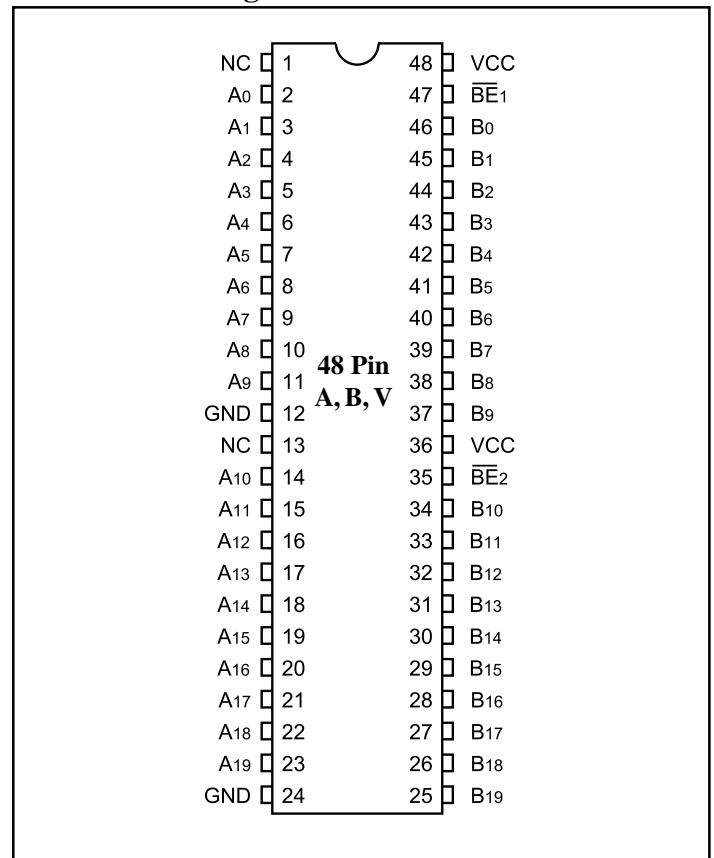 NC 1 48 VCC
A0 2 47 B̅E̅1
A1 3 46 B0
A2 4 45 B1
A3 5 44 B2
A4 6 43 B3
A5 7 42 B4
A6 8 41 B5
A7 9 40 B6
A8 10 39 B7
48 Pin
A9 11 38 B8
A, B, V
GND 12 37 B9
NC 13 36 VCC
A10 14 35 B̅E̅2
A11 15 34 B10
A12 16 33 B11
A13 17 32 B12
A14 18 31 B13
A15 19 30 B14
A16 20 29 B15
A17 21 28 B16
A18 22 27 B17
A19 23 26 B18
GND 24 25 B19